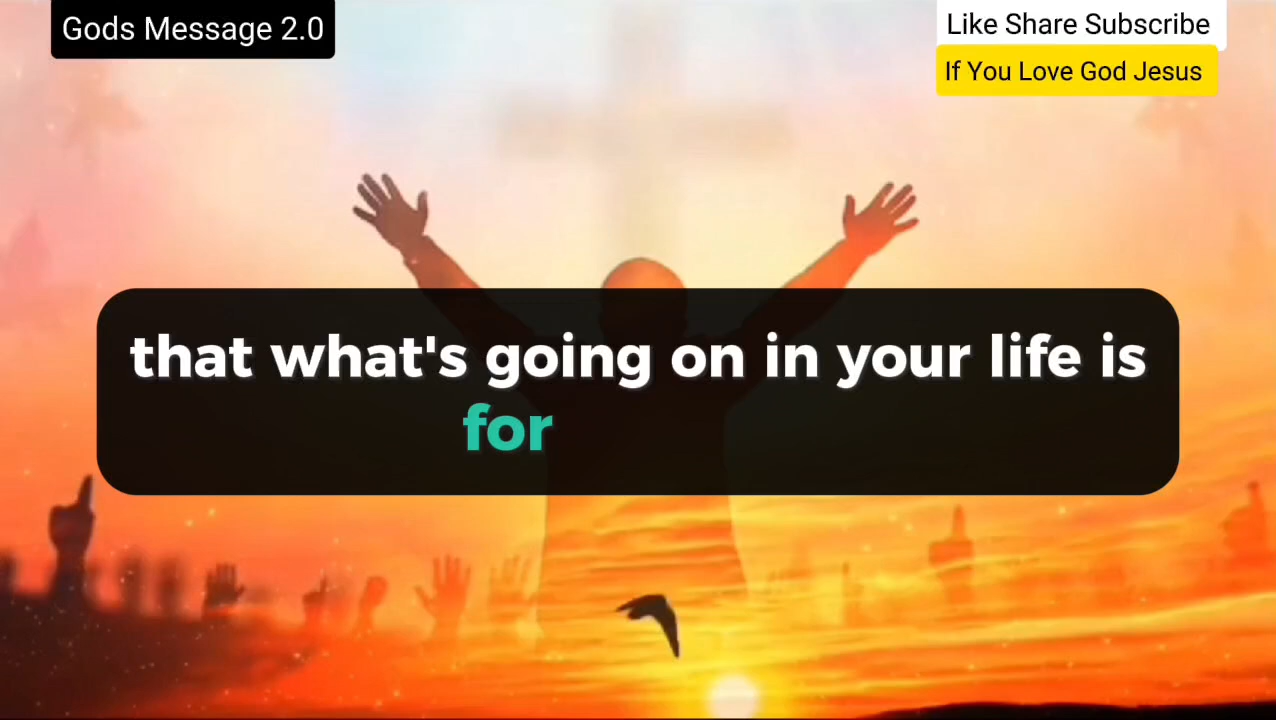 Gods Message 2.0
Like Share Subscribe
If You Love God Jesus
that what's going on in your life is
for